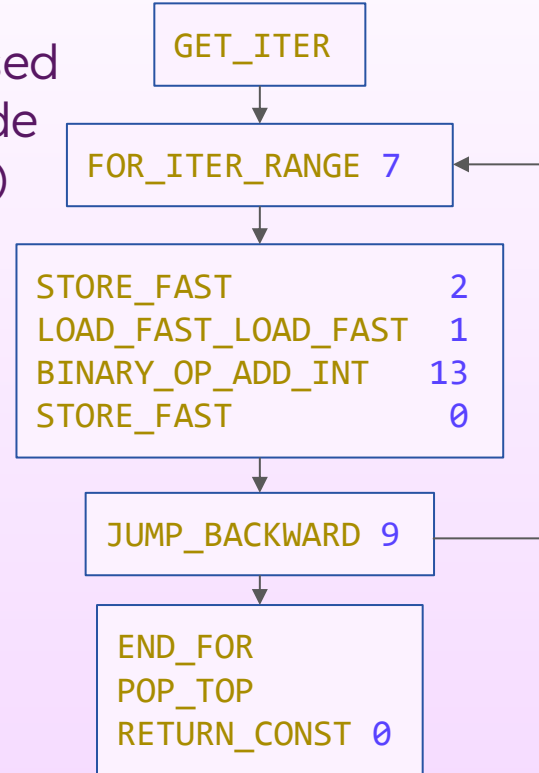 GET_ITER
FOR_ITER_RANGE 7
STORE_FAST 2
LOAD_FAST_LOAD_FAST 1
BINARY_OP_ADD_INT 13
STORE_FAST 0
JUMP_BACKWARD 9
END_FOR
POP_TOP
RETURN_CONST 0